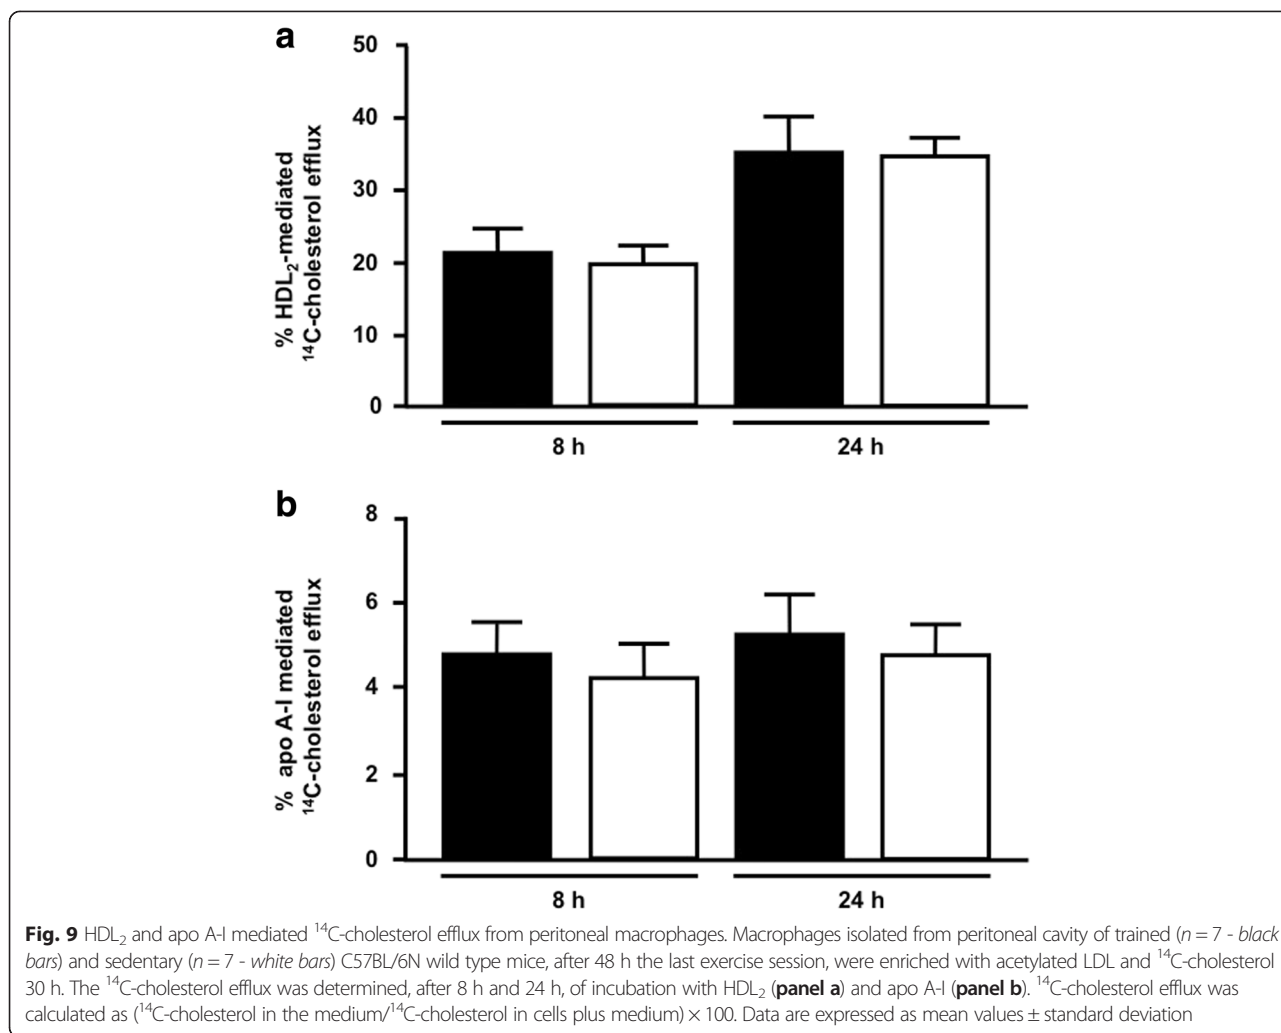 a
50
40
30
20
10
0
% HDL₂-mediated
¹⁴C-cholesterol efflux
8 h
24 h
b
8
6
4
2
0
% apo A-I mediated
¹⁴C-cholesterol efflux
8 h
24 h
Fig. 9 HDL₂ and apo A-I mediated ¹⁴C-cholesterol efflux from peritoneal macrophages. Macrophages isolated from peritoneal cavity of trained (n = 7 - black
bars) and sedentary (n = 7 - white bars) C57BL/6N wild type mice, after 48 h the last exercise session, were enriched with acetylated LDL and ¹⁴C-cholesterol
30 h. The ¹⁴C-cholesterol efflux was determined, after 8 h and 24 h, of incubation with HDL₂ (panel a) and apo A-I (panel b). ¹⁴C-cholesterol efflux was
calculated as (¹⁴C-cholesterol in the medium/¹⁴C-cholesterol in cells plus medium) × 100. Data are expressed as mean values ± standard deviation